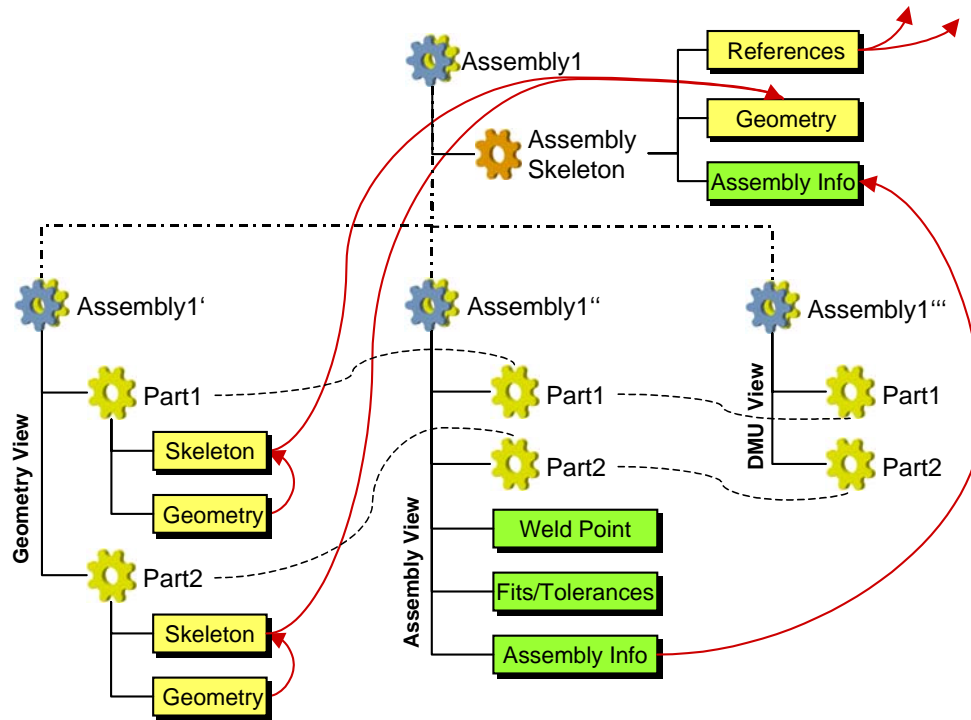 References
Assembly1
Geometry
Assembly
Skeleton
Assembly Info
Assembly1‘
Assembly1“
Assembly1“‘
Geometry View
Part1
Skeleton
Geometry
Part2
Skeleton
Geometry
Assembly View
Part1
Part2
Weld Point
Fits/Tolerances
Assembly Info
DMU View
Part1
Part2